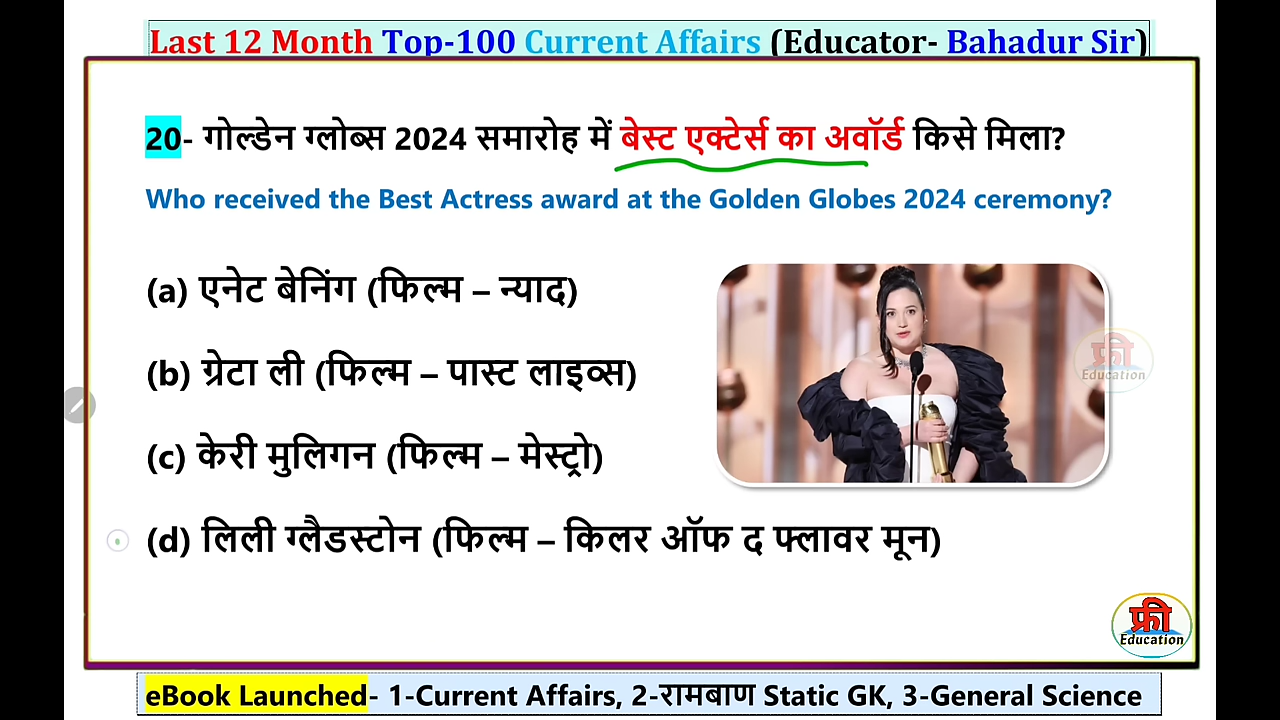 Last 12 Month Top-100 Current Affairs (Educator- Bahadur Sir)
20- गोल्डेन ग्लोब्स 2024 समारोह में बेस्ट एक्टेर्स का अवॉर्ड किसे मिला?
Who received the Best Actress award at the Golden Globes 2024 ceremony?
(a) एनेट बेनिंग (फिल्म – न्याद)
(b) ग्रेटा ली (फिल्म – पास्ट लाइव्स)
फ्री
Education
(c) केरी मुलिगन (फिल्म – मेस्ट्रो)
(d) लिली ग्लैडस्टोन (फिल्म – किलर ऑफ द फ्लावर मून)
फ्री
Education
eBook Launched- 1-Current Affairs, 2-रामबाण Static GK, 3-General Science